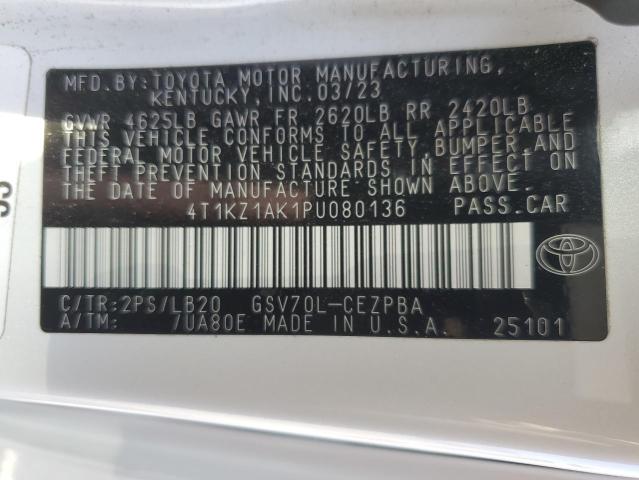 MFD.BY:TOYOTA MOTOR MANUFACTURING,
KENTUCKY,INC.03/23
GVWR 4625LB GAWR FR 2620LB RR 2420LB
THIS VEHICLE CONFORMS TO ALL APPLICABLE
FEDERAL MOTOR VEHICLE SAFETY,BUMPER,AND
THEFT PREVENTION STANDARDS IN EFFECT ON
THE DATE OF MANUFACTURE SHOWN ABOVE.
4T1KZ1AK1PU080136 PASS.CAR
C/TR:2PS/LB20 GSV70L-CEZPBA
A/TM: 7UA80E MADE IN U.S.A. 25101